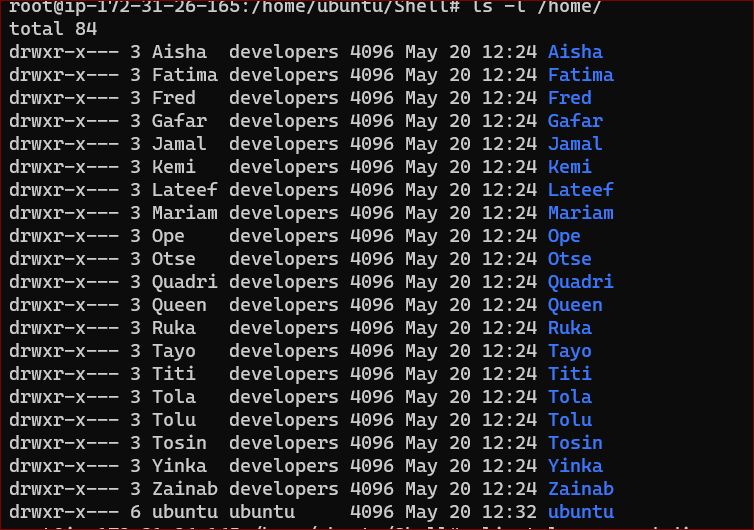 root@ip-172-31-26-165:/home/ubuntu/Shell# ls -l /home/
total 84
drwxr-x--- 3 Aisha  developers 4096 May 20 12:24 Aisha
drwxr-x--- 3 Fatima developers 4096 May 20 12:24 Fatima
drwxr-x--- 3 Fred   developers 4096 May 20 12:24 Fred
drwxr-x--- 3 Gafar  developers 4096 May 20 12:24 Gafar
drwxr-x--- 3 Jamal  developers 4096 May 20 12:24 Jamal
drwxr-x--- 3 Kemi   developers 4096 May 20 12:24 Kemi
drwxr-x--- 3 Lateef developers 4096 May 20 12:24 Lateef
drwxr-x--- 3 Mariam developers 4096 May 20 12:24 Mariam
drwxr-x--- 3 Ope    developers 4096 May 20 12:24 Ope
drwxr-x--- 3 Otse   developers 4096 May 20 12:24 Otse
drwxr-x--- 3 Quadri developers 4096 May 20 12:24 Quadri
drwxr-x--- 3 Queen  developers 4096 May 20 12:24 Queen
drwxr-x--- 3 Ruka   developers 4096 May 20 12:24 Ruka
drwxr-x--- 3 Tayo   developers 4096 May 20 12:24 Tayo
drwxr-x--- 3 Titi   developers 4096 May 20 12:24 Titi
drwxr-x--- 3 Tola   developers 4096 May 20 12:24 Tola
drwxr-x--- 3 Tolu   developers 4096 May 20 12:24 Tolu
drwxr-x--- 3 Tosin  developers 4096 May 20 12:24 Tosin
drwxr-x--- 3 Yinka  developers 4096 May 20 12:24 Yinka
drwxr-x--- 3 Zainab developers 4096 May 20 12:24 Zainab
drwxr-x--- 6 ubuntu ubuntu     4096 May 20 12:32 ubuntu